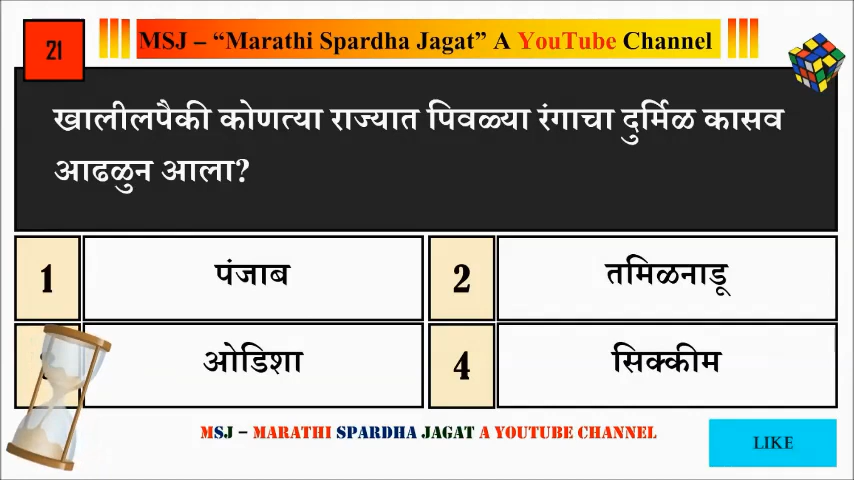 21
MSJ – “Marathi Spardha Jagat” A YouTube Channel
खालीलपैकी कोणत्या राज्यात पिवळ्या रंगाचा दुर्मिळ कासव
आढळुन आला?
1 पंजाब
2 तमिळनाडू
ओडिशा
4 सिक्कीम
MSJ – MARATHI SPARDHA JAGAT A YOUTUBE CHANNEL
LIKE